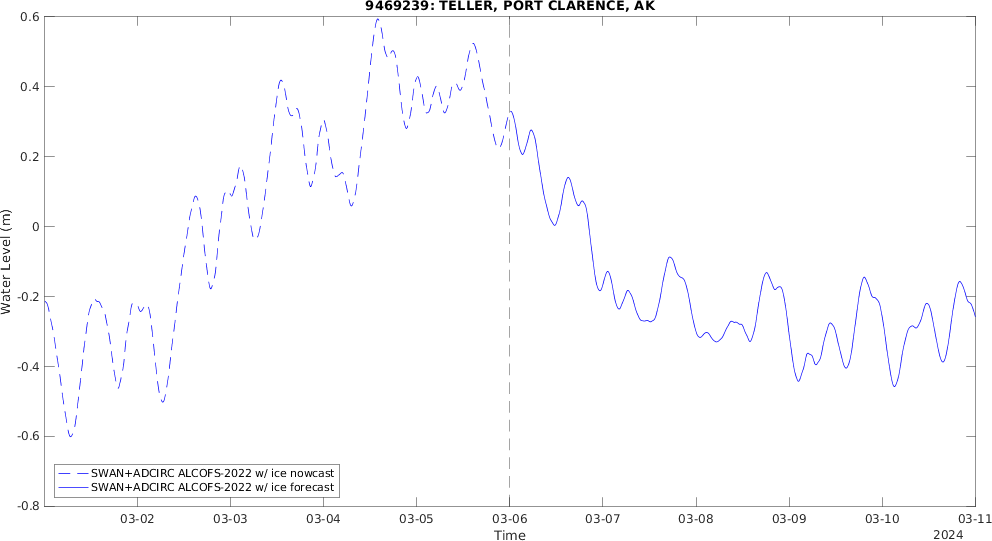 9469239: TELLER, PORT CLARENCE, AK
0.6
0.4
0.2
0
-0.2
-0.4
-0.6
-0.8
Water Level (m)
SWAN+ADCIRC ALCOFS-2022 w/ ice nowcast
SWAN+ADCIRC ALCOFS-2022 w/ ice forecast
03-02 03-03 03-04 03-05 03-06 03-07 03-08 03-09 03-10 03-11
Time
2024